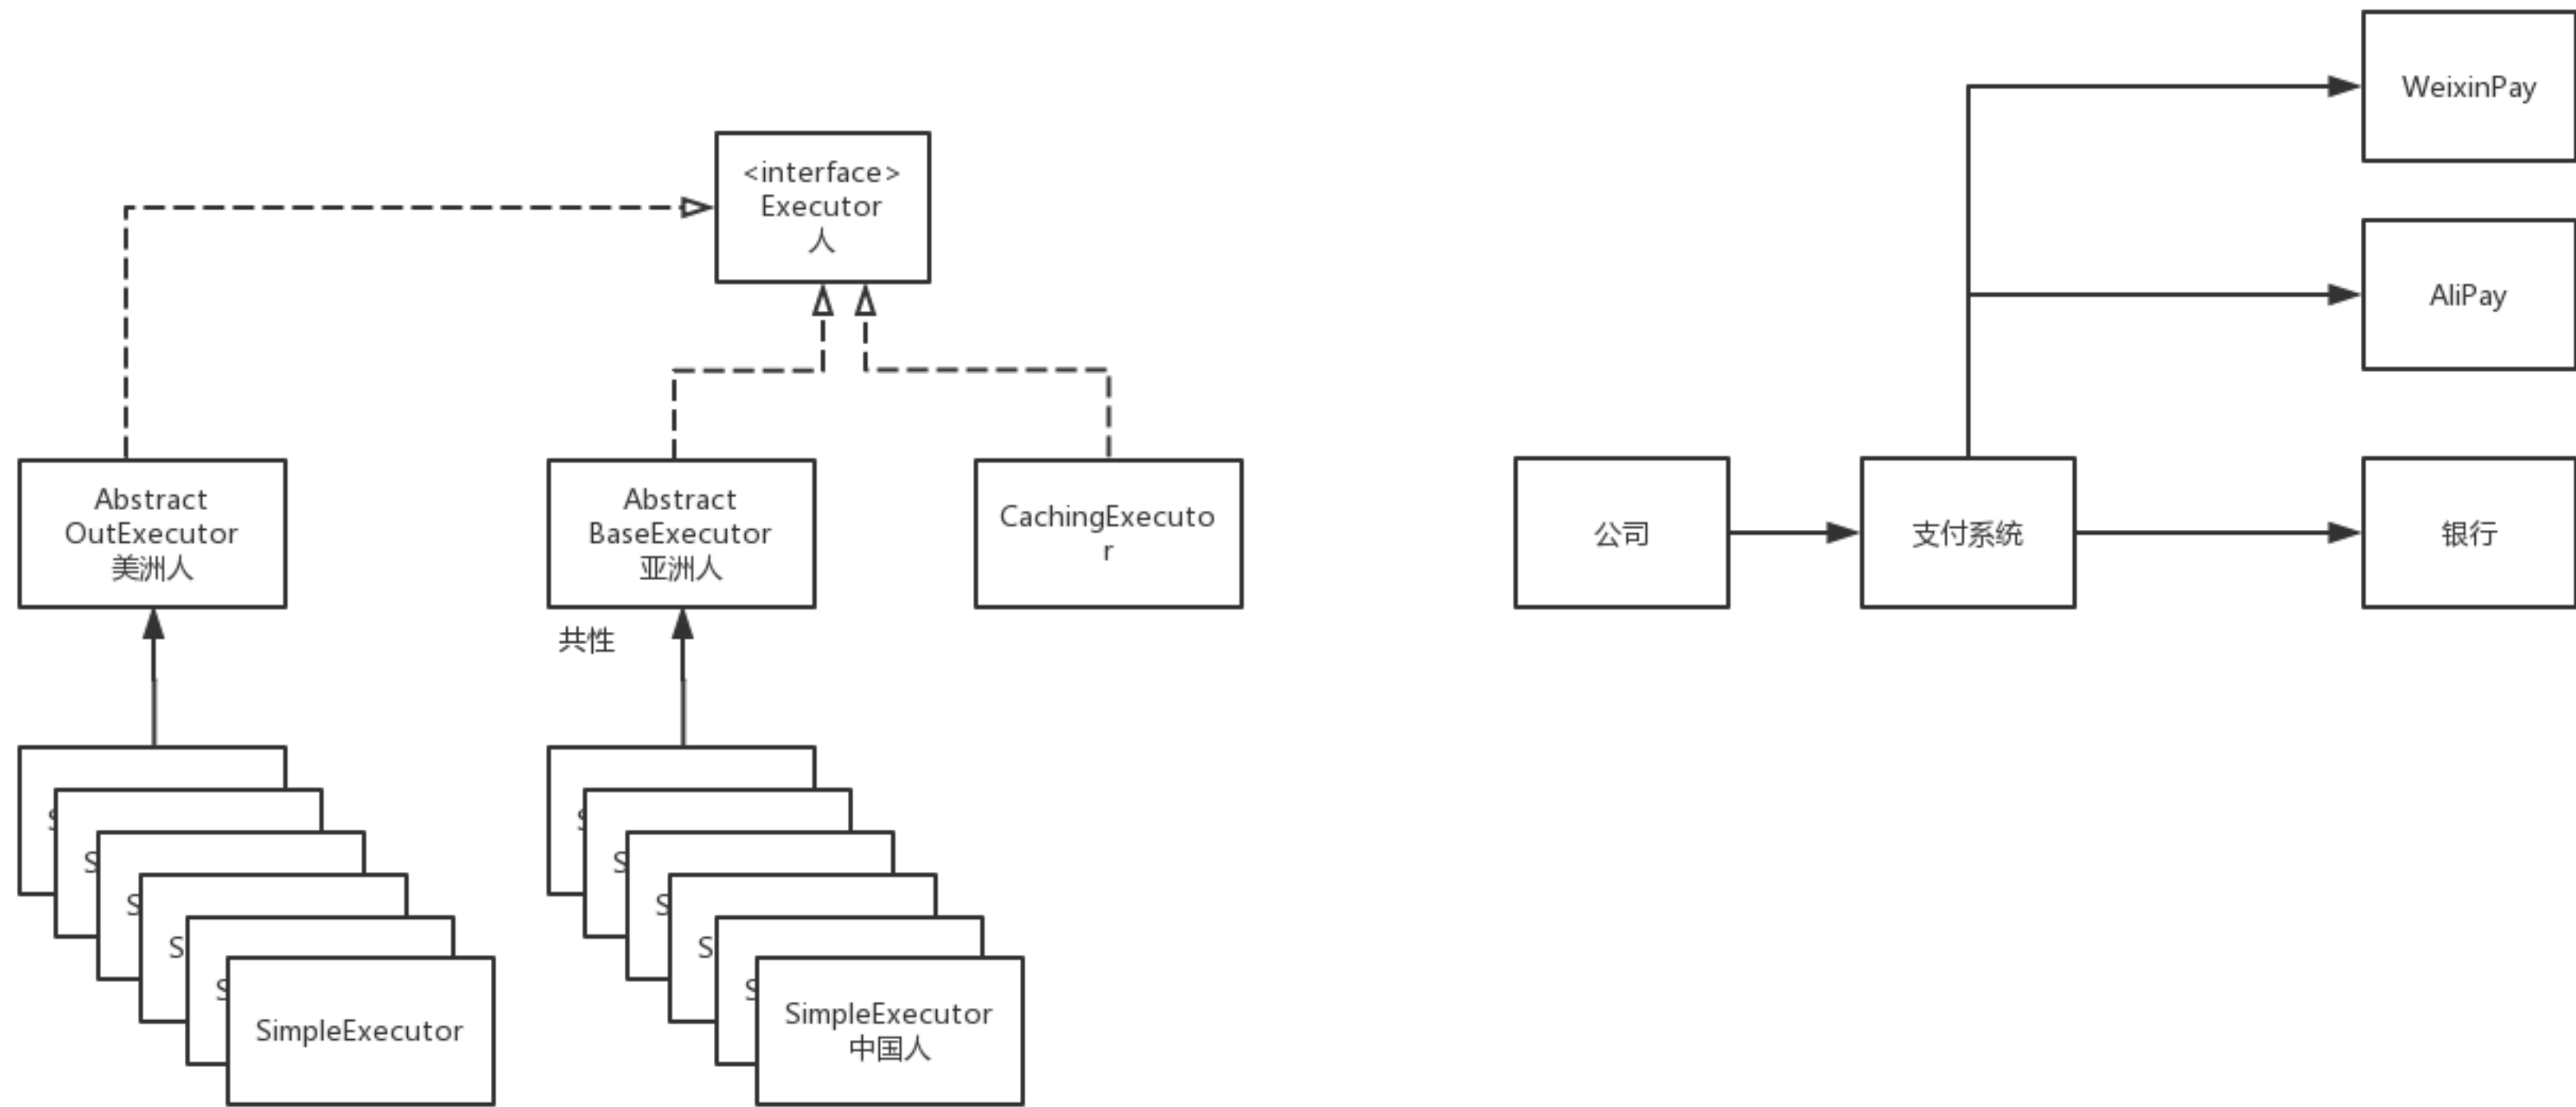 <interface>
Executor
人
Abstract
OutExecutor
美洲人
Abstract
BaseExecutor
亚洲人
CachingExecuto
r
共性
S
S
S
S
S
SimpleExecutor
S
S
S
S
S
SimpleExecutor
中国人
WeixinPay
AliPay
公司
支付系统
银行